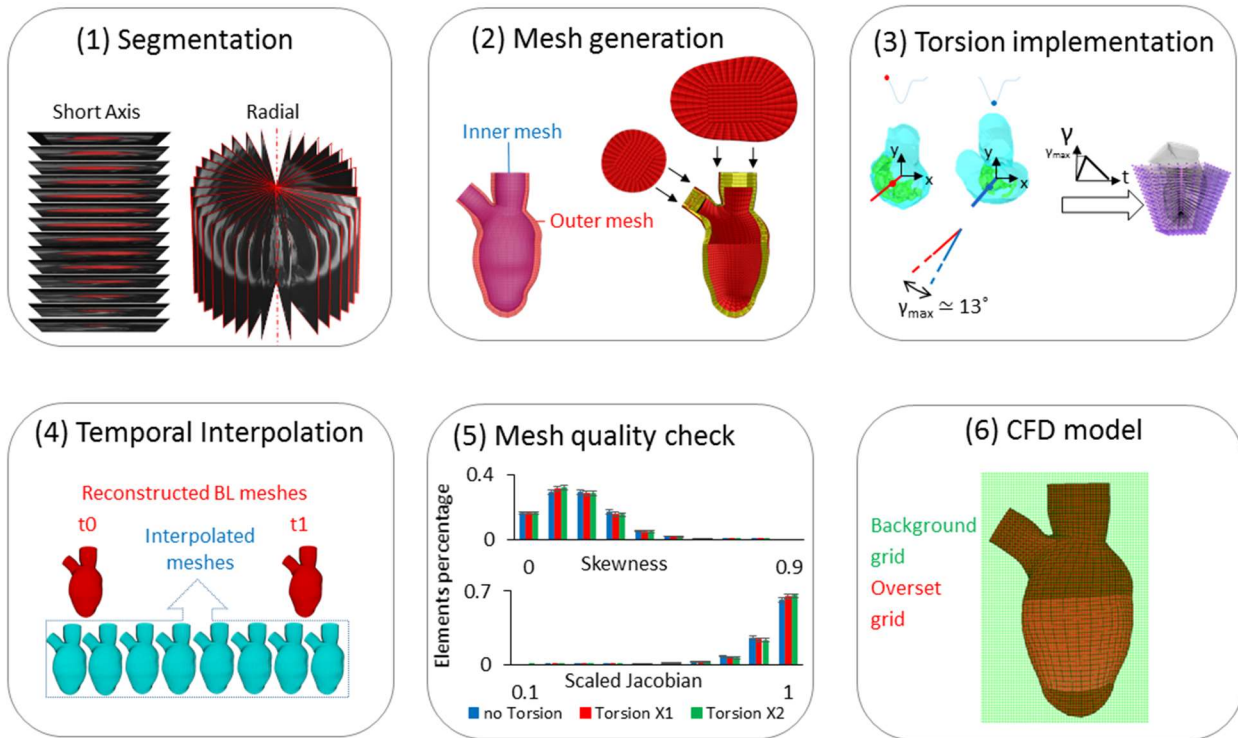 (1) Segmentation
Short Axis
Radial
(2) Mesh generation
Inner mesh
Outer mesh
(3) Torsion implementation
y
x
y
x
γ
γmax
t
γmax ≃ 13°
(4) Temporal Interpolation
Reconstructed BL meshes
t0
t1
Interpolated
meshes
(5) Mesh quality check
Elements percentage
0.4
0
0
Skewness
0.9
0.7
0
0.1
Scaled Jacobian
1
no Torsion
Torsion X1
Torsion X2
(6) CFD model
Background
grid
Overset
grid